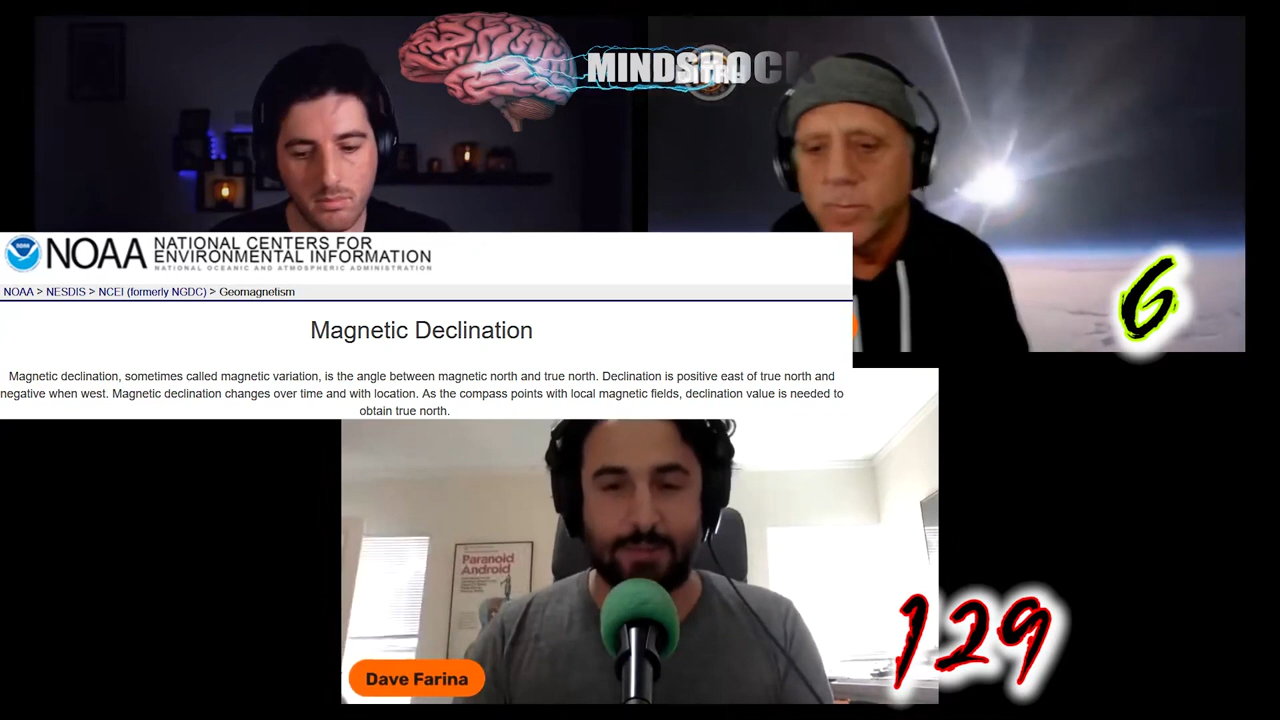 MINDSHOCK
NITRO
NOAA
NATIONAL CENTERS FOR
ENVIRONMENTAL INFORMATION
NATIONAL OCEANIC AND ATMOSPHERIC ADMINISTRATION
NOAA > NESDIS > NCEI (formerly NGDC) > Geomagnetism
Magnetic Declination
Magnetic declination, sometimes called magnetic variation, is the angle between magnetic north and true north. Declination is positive east of true north and
negative when west. Magnetic declination changes over time and with location. As the compass points with local magnetic fields, declination value is needed to
obtain true north.
6
Paranoid
Android
129
Dave Farina